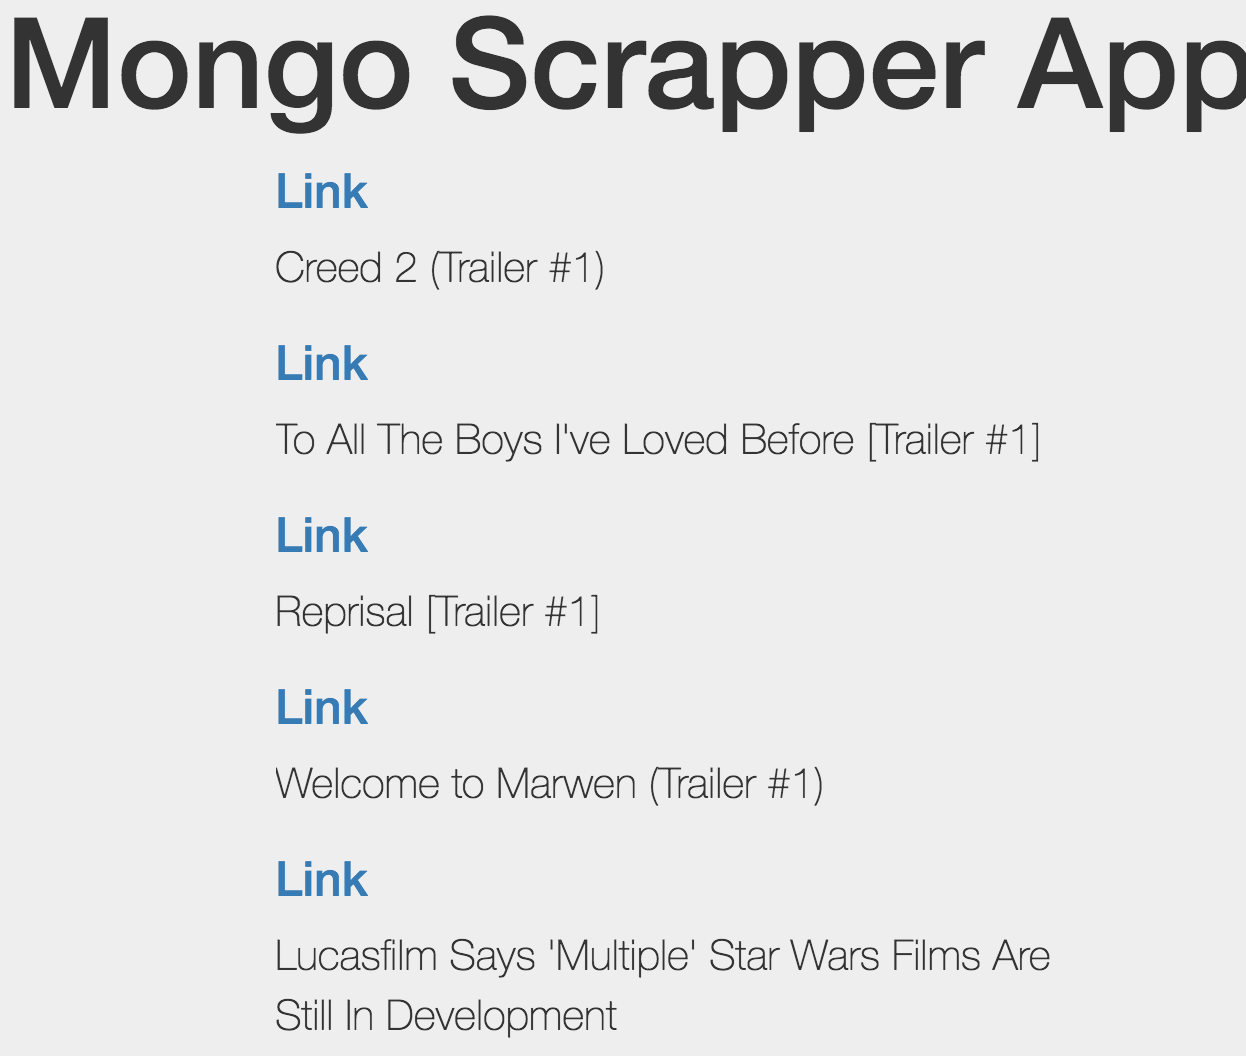 Mongo Scrapper App
Link
Creed 2 (Trailer #1)
Link
To All The Boys I've Loved Before [Trailer #1]
Link
Reprisal [Trailer #1]
Link
Welcome to Marwen (Trailer #1)
Link
Lucasfilm Says 'Multiple' Star Wars Films Are
Still In Development